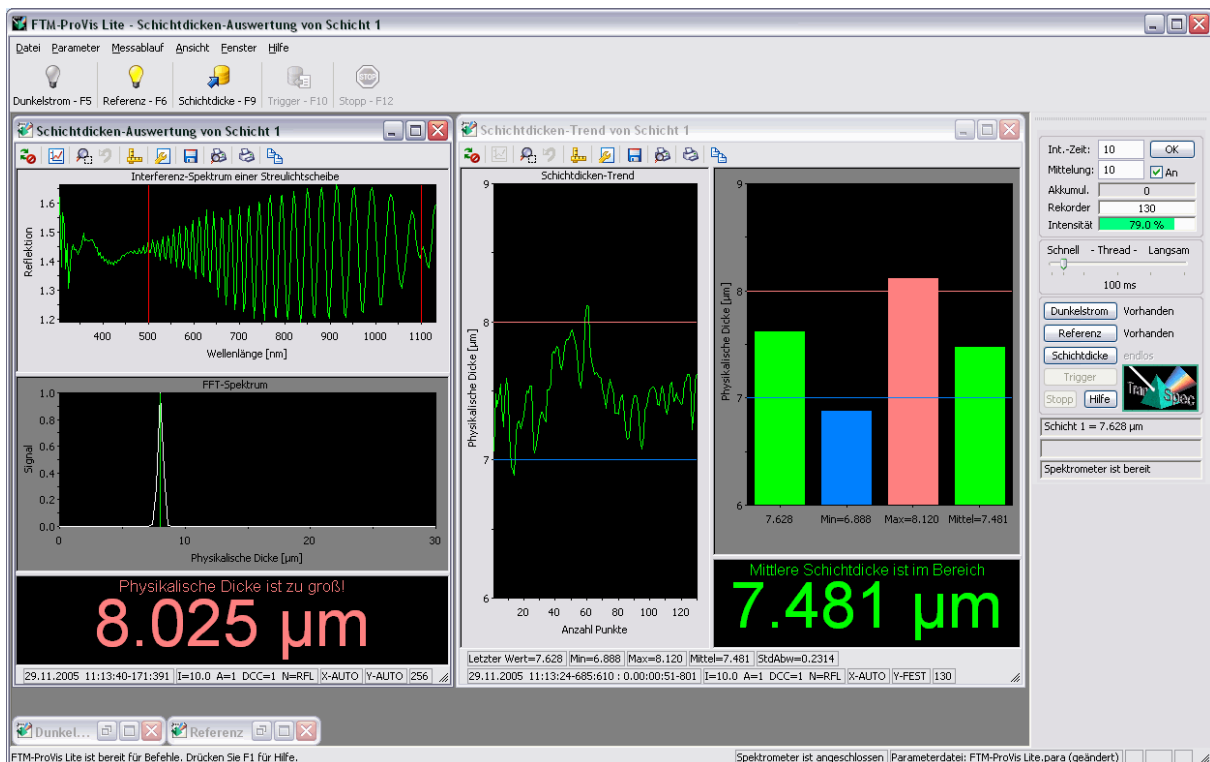 FTM-ProVis Lite - Schichtdicken-Auswertung von Schicht 1
Datei Parameter Messablauf Ansicht Fenster Hilfe
Dunkelstrom - F5 Referenz - F6 Schichtdicke - F9 Trigger - F10 STOP Stopp - F12
Schichtdicken-Auswertung von Schicht 1
Interferenz-Spektrum einer Streulichtscheibe
Reflektion
1.6
1.5
1.4
1.3
1.2
400 500 600 700 800 900 1000 1100
Wellenlänge [nm]
FFT-Spektrum
Signal
1.0
0.8
0.6
0.4
0.2
0.0
0 10 20 30
Physikalische Dicke [µm]
Physikalische Dicke ist zu groß!
8.025 µm
29.11.2005 11:13:40-171:391 I=10.0 A=1 DCC=1 N=RFL X-AUTO Y-AUTO 256
Schichtdicken-Trend von Schicht 1
Schichtdicken-Trend
Physikalische Dicke [µm]
9
8
7
6
20 40 60 80 100 120
Anzahl Punkte
Physikalische Dicke [µm]
9
8
7
6
7.628 Min=6.888 Max=8.120 Mittel=7.481
Mittlere Schichtdicke ist im Bereich
7.481 µm
Letzter Wert=7.628 Min=6.888 Max=8.120 Mittel=7.481 StdAbw=0.2314
29.11.2005 11:13:24-685:610 : 0.00:00:51-801 I=10.0 A=1 DCC=1 N=RFL X-AUTO Y-FEST 130
Int.-Zeit: 10 OK
Mittelung: 10 An
Akkumul. 0
Rekorder 130
Intensität 79.0 %
Schnell - Thread - Langsam
100 ms
Dunkelstrom Vorhanden
Referenz Vorhanden
Schichtdicke endlos
Trigger
Stopp Hilfe
Tran Spec
Schicht 1 = 7.628 µm
Spektrometer ist bereit
Dunkel... Referenz
FTM-ProVis Lite ist bereit für Befehle. Drücken Sie F1 für Hilfe. Spektrometer ist angeschlossen Parameterdatei: FTM-ProVis Lite.para (geändert)